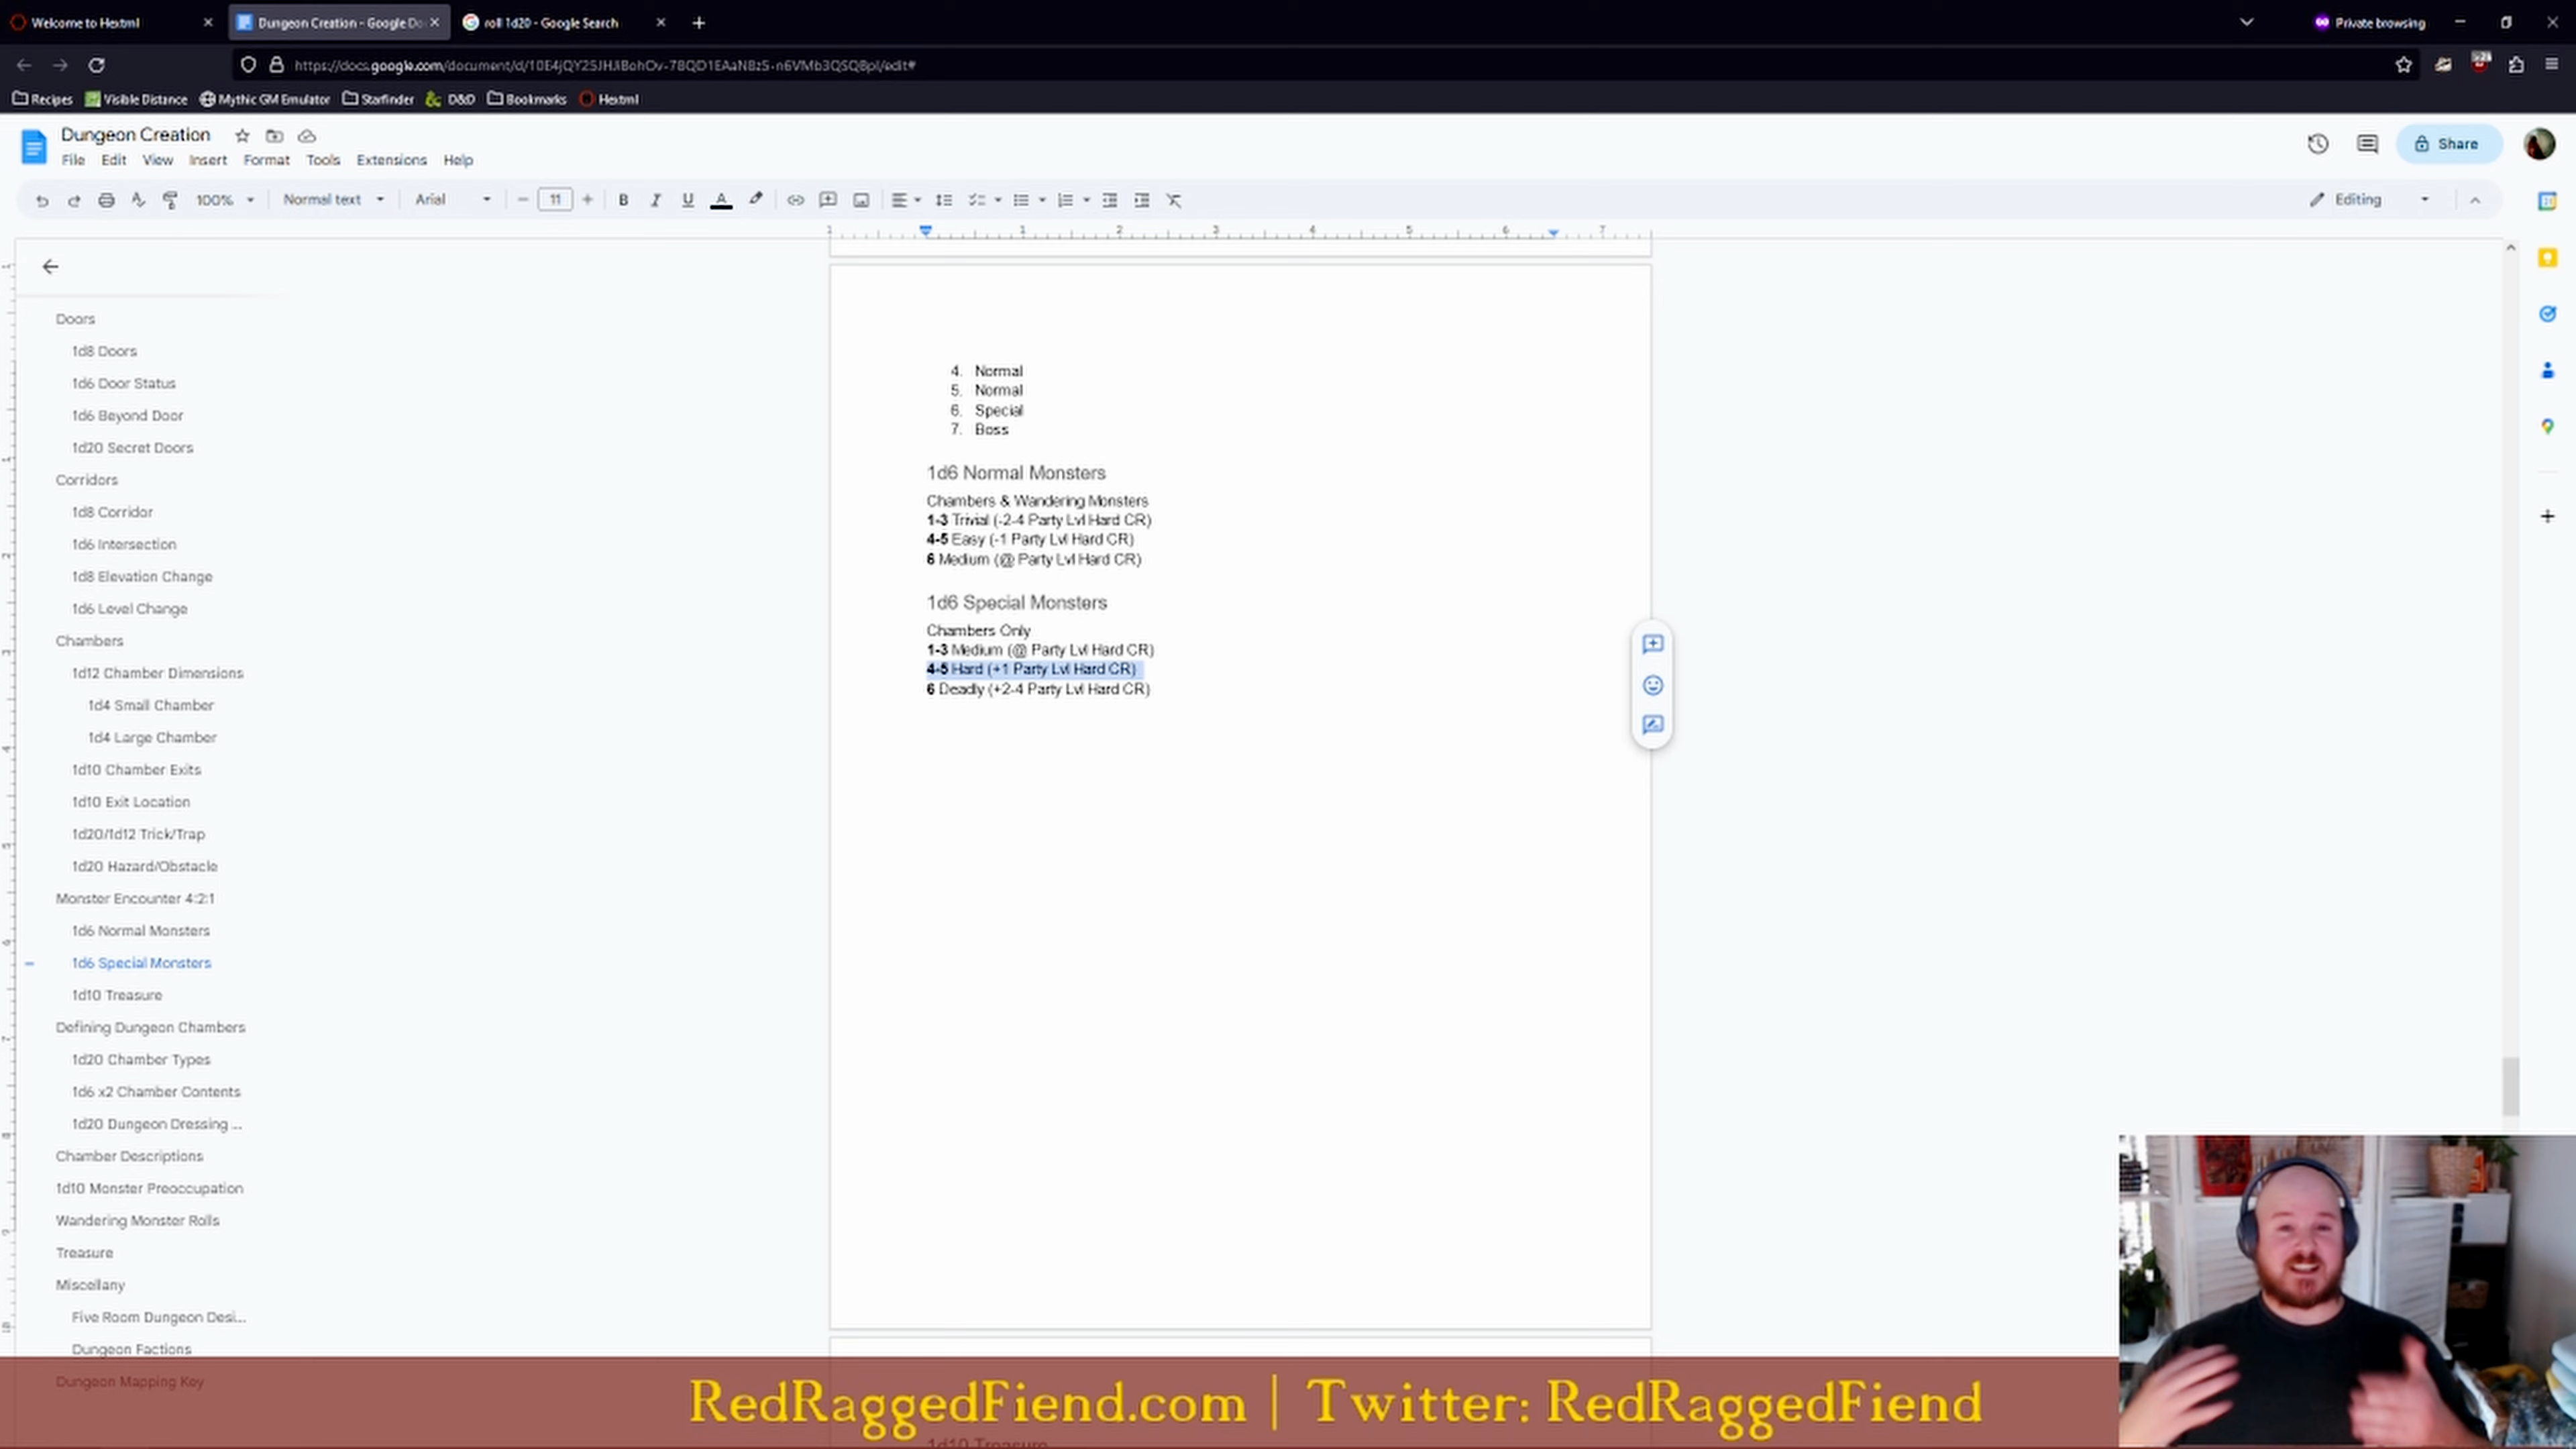 Welcome to Hextml
Dungeon Creation - Google Do
roll 1d20 - Google Search
Private browsing
Recipes
Visible Distance
Mythic GM Emulator
Starfinder
D&D
Bookmarks
Hextml
Dungeon Creation
File Edit View Insert Format Tools Extensions Help
Share
100% Normal text Arial 11
Editing
1 1 2 3 4 5 6 7
Doors
1d8 Doors
1d6 Door Status
1d6 Beyond Door
1d20 Secret Doors
Corridors
1d8 Corridor
1d6 Intersection
1d8 Elevation Change
1d6 Level Change
Chambers
1d12 Chamber Dimensions
1d4 Small Chamber
1d4 Large Chamber
1d10 Chamber Exits
1d10 Exit Location
1d20/1d12 Trick/Trap
1d20 Hazard/Obstacle
Monster Encounter 4:2:1
1d6 Normal Monsters
1d6 Special Monsters
1d10 Treasure
Defining Dungeon Chambers
1d20 Chamber Types
1d6 x2 Chamber Contents
1d20 Dungeon Dressing ...
Chamber Descriptions
1d10 Monster Preoccupation
Wandering Monster Rolls
Treasure
Miscellany
Five Room Dungeon Desi...
Dungeon Factions
Dungeon Mapping Key
4. Normal
5. Normal
6. Special
7. Boss
1d6 Normal Monsters
Chambers & Wandering Monsters
1-3 Trivial (-2-4 Party Lvl Hard CR)
4-5 Easy (-1 Party Lvl Hard CR)
6 Medium (@ Party Lvl Hard CR)
1d6 Special Monsters
Chambers Only
1-3 Medium (@ Party Lvl Hard CR)
4-5 Hard (+1 Party Lvl Hard CR)
6 Deadly (+2-4 Party Lvl Hard CR)
RedRaggedFiend.com | Twitter: RedRaggedFiend
1d10 Treasure